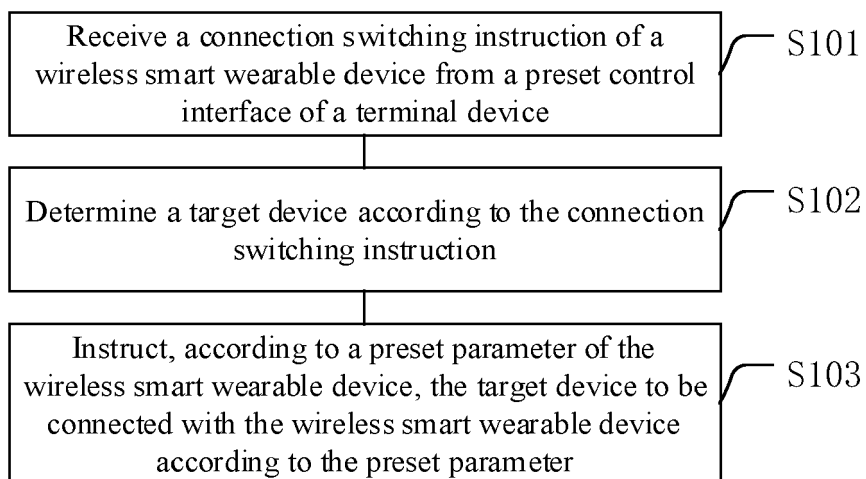 Receive a connection switching instruction of a
wireless smart wearable device from a preset control
interface of a terminal device
S101
Determine a target device according to the connection
switching instruction
S102
Instruct, according to a preset parameter of the
wireless smart wearable device, the target device to be
connected with the wireless smart wearable device
according to the preset parameter
S103